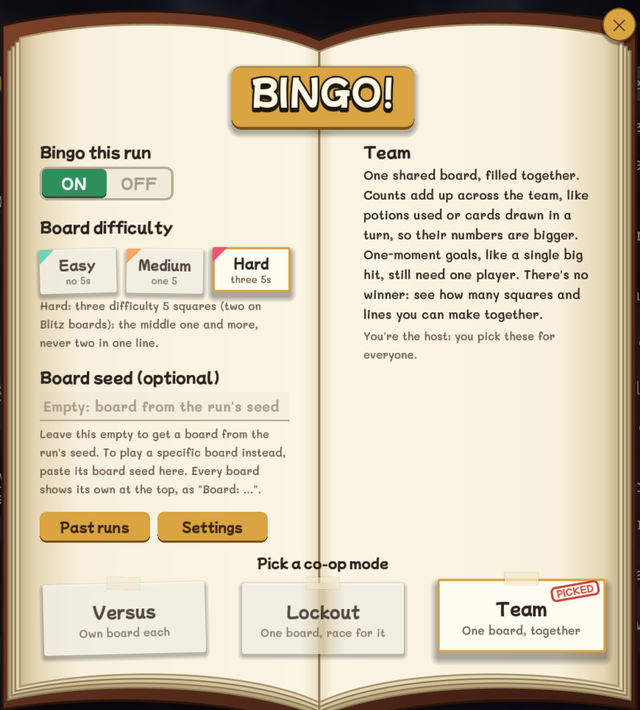 BINGO!
Bingo this run
ON OFF
Board difficulty
Easy
no 5s
Medium
one 5
Hard
three 5s
Hard: three difficulty 5 squares (two on
Blitz boards): the middle one and more,
never two in one line.
Board seed (optional)
Empty: board from the run's seed
Leave this empty to get a board from the
run's seed. To play a specific board instead,
paste its board seed here. Every board
shows its own at the top, as "Board: ...".
Past runs
Settings
Team
One shared board, filled together.
Counts add up across the team, like
potions used or cards drawn in a
turn, so their numbers are bigger.
One-moment goals, like a single big
hit, still need one player. There's no
winner: see how many squares and
lines you can make together.
You're the host: you pick these for
everyone.
Pick a co-op mode
Versus
Own board each
Lockout
One board, race for it
PICKED
Team
One board, together